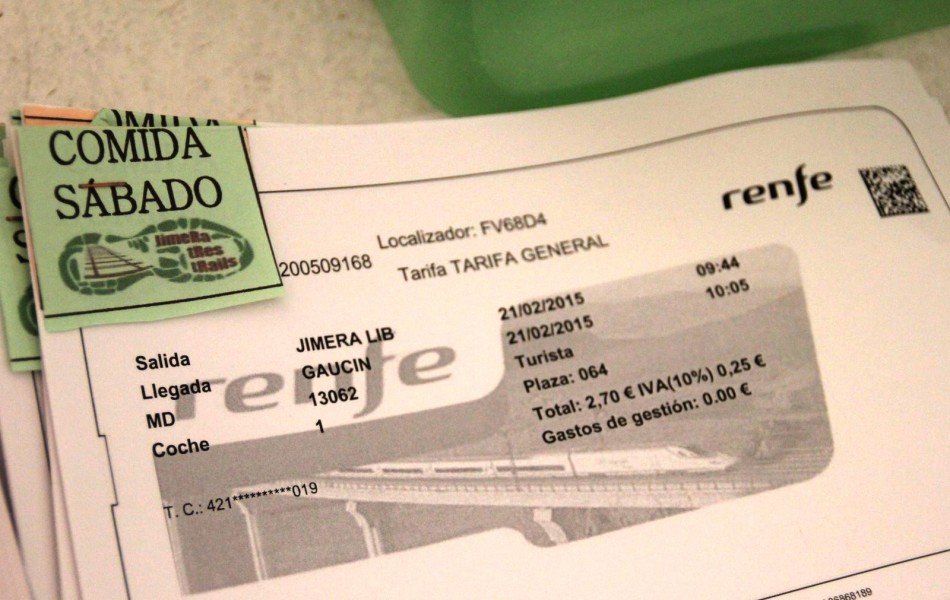 COMIDA
COMIDA
SÁBADO
Jimera
tRes
tRails
renfe
Localizador: FV68D4
200509168
Tarifa TARIFA GENERAL
Salida JIMERA LIB 21/02/2015 09:44
Llegada GAUCIN 21/02/2015 10:05
MD 13062 Turista
Coche 1 Plaza: 064
Total: 2,70 € IVA(10%) 0,25 €
Gastos de gestión: 0.00 €
renfe
T. C.: 421**********019